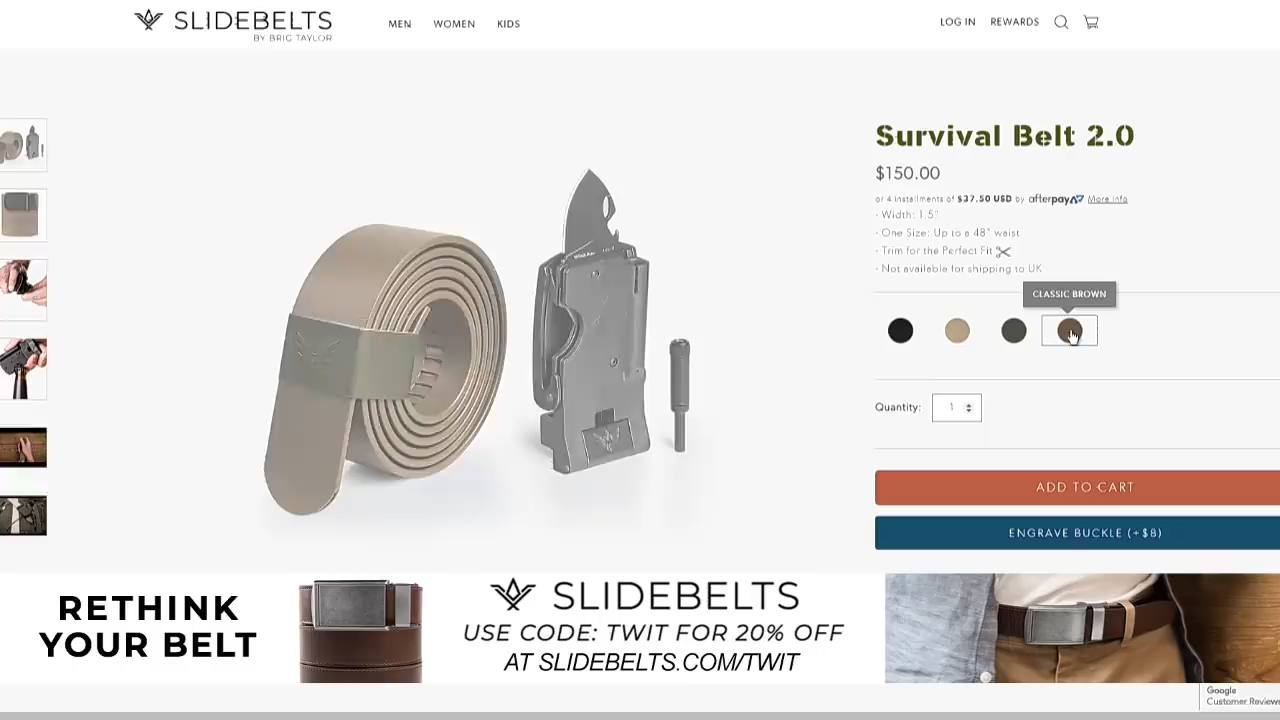 SLIDEBELTS
BY BRIG TAYLOR
MEN
WOMEN
KIDS
LOG IN
REWARDS
Survival Belt 2.0
$150.00
or 4 installments of $37.50 USD by afterpay More info
- Width: 1.5"
- One Size: Up to a 48" waist
- Trim for the Perfect Fit
- Not available for shipping to UK
CLASSIC BROWN
Quantity: 1
ADD TO CART
ENGRAVE BUCKLE (+$8)
RETHINK
YOUR BELT
SLIDEBELTS
USE CODE: TWIT FOR 20% OFF
AT SLIDEBELTS.COM/TWIT
Google
Customer Reviews